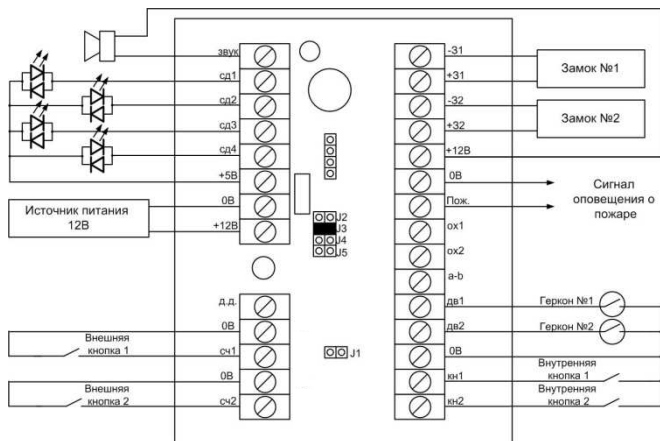 звук
сд1
сд2
сд3
сд4
+5В
0В
+12В
Источник питания
12В
д.д.
0В
сч1
0В
сч2
Внешняя
кнопка 1
Внешняя
кнопка 2
J2
J3
J4
J5
J1
-З1
+З1
-З2
+З2
+12В
0В
Пож.
ох1
ох2
a-b
дв1
дв2
0В
кн1
кн2
Замок №1
Замок №2
Сигнал
оповещения о
пожаре
Геркон №1
Геркон №2
Внутренняя
кнопка 1
Внутренняя
кнопка 2